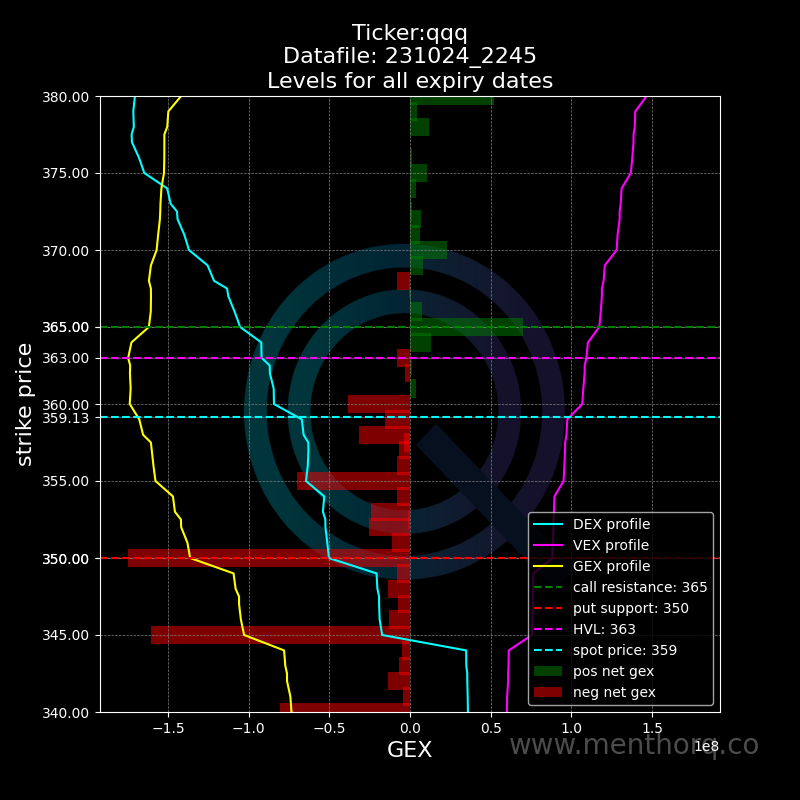 Ticker:qqq
Datafile: 231024_2245
Levels for all expiry dates
380.00
375.00
370.00
365.00
363.00
360.00
359.13
355.00
350.00
345.00
340.00
strike price
DEX profile
VEX profile
GEX profile
call resistance: 365
put support: 350
HVL: 363
spot price: 359
pos net gex
neg net gex
−1.5 −1.0 −0.5 0.0 0.5 1.0 1.5
1e8
GEX
www.menthorq.co